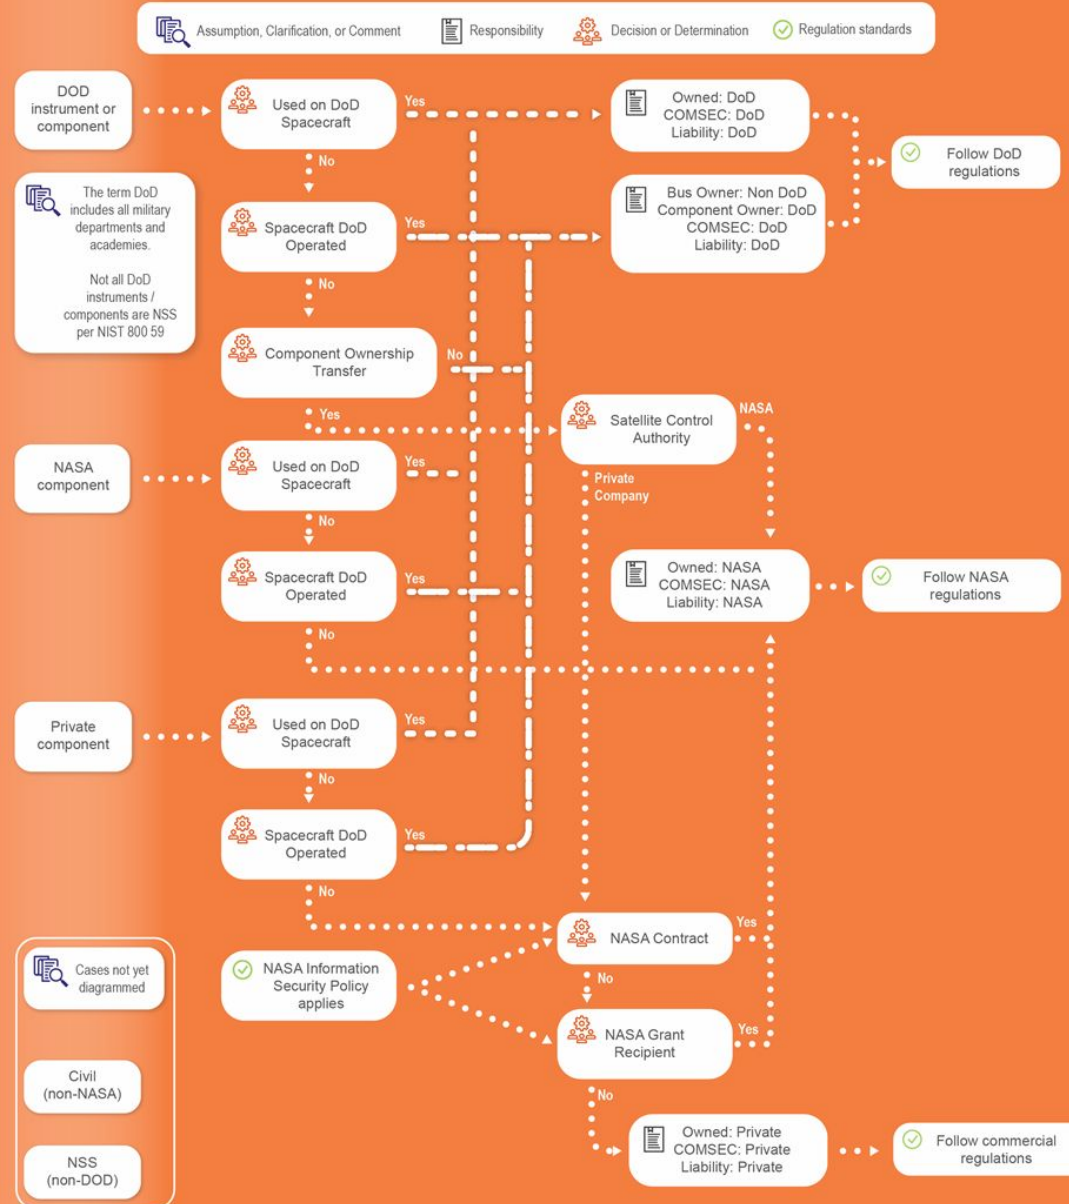 Assumption, Clarification, or Comment
Responsibility
Decision or Determination
Regulation standards
DOD
instrument or
component
Used on DoD
Spacecraft
Yes
No
Owned: DoD
COMSEC: DoD
Liability: DoD
Follow DoD
regulations
The term DoD
includes all military
departments and
academies.
Not all DoD
instruments /
components are NSS
per NIST 800 59
Spacecraft DoD
Operated
Yes
No
Bus Owner: Non DoD
Component Owner: DoD
COMSEC: DoD
Liability: DoD
Component Ownership
Transfer
No
Yes
Satellite Control
Authority
NASA
Private
Company
NASA
component
Used on DoD
Spacecraft
Yes
No
Spacecraft DoD
Operated
Yes
No
Owned: NASA
COMSEC: NASA
Liability: NASA
Follow NASA
regulations
Private
component
Used on DoD
Spacecraft
Yes
No
Spacecraft DoD
Operated
Yes
No
NASA Contract
Yes
No
NASA Information
Security Policy
applies
NASA Grant
Recipient
Yes
No
Owned: Private
COMSEC: Private
Liability: Private
Follow commercial
regulations
Cases not yet
diagrammed
Civil
(non-NASA)
NSS
(non-DOD)